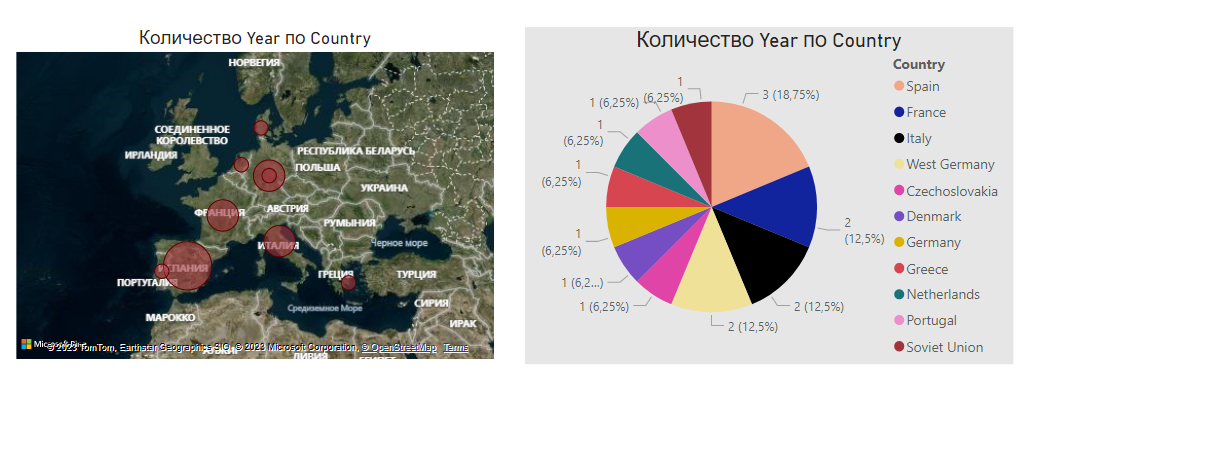 Количество Year по Country
НОРВЕГИЯ
СОЕДИНЕННОЕ
КОРОЛЕВСТВО
ИРЛАНДИЯ
РЕСПУБЛИКА БЕЛАРУСЬ
ПОЛЬША
УКРАИНА
ФРАНЦИЯ
АВСТРИЯ
РУМЫНИЯ
ИТАЛИЯ
Черное море
ИСПАНИЯ
ПОРТУГАЛИЯ
ГРЕЦИЯ
ТУРЦИЯ
Средиземное Море
СИРИЯ
МАРОККО
ИРАК
АЛЖИР
ЛИВИЯ
ЕГИПЕТ
© 2023 TomTom, Earthstar Geographics SIO, © 2023 Microsoft Corporation, © OpenStreetMap Terms
Количество Year по Country
1
(6,25%)
1 (6,25%)
1
(6,25%)
1
(6,25%)
1
(6,25%)
1 (6,2...)
1 (6,25%)
2 (12,5%)
2 (12,5%)
2
(12,5%)
3 (18,75%)
Country
Spain
France
Italy
West Germany
Czechoslovakia
Denmark
Germany
Greece
Netherlands
Portugal
Soviet Union